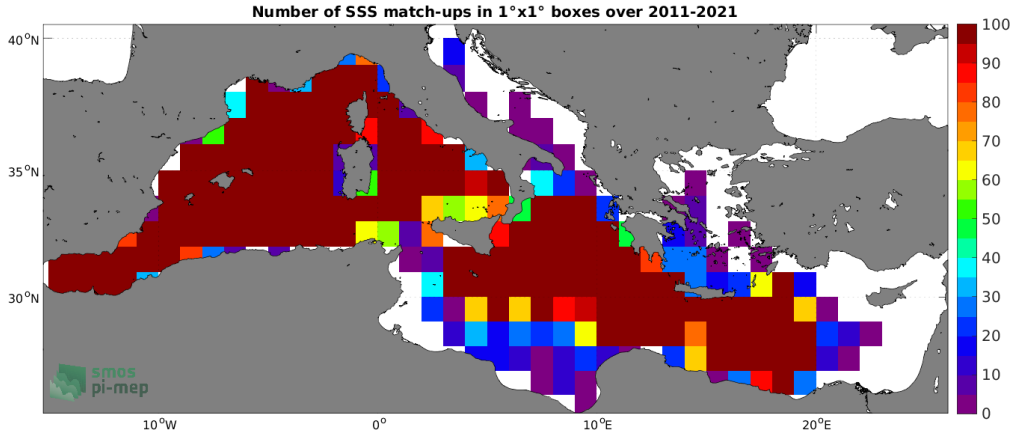 Number of SSS match-ups in 1°x1° boxes over 2011-2021
40°N
35°N
30°N
10°W
0°
10°E
20°E
100
90
80
70
60
50
40
30
20
10
0
smos
pi-mep